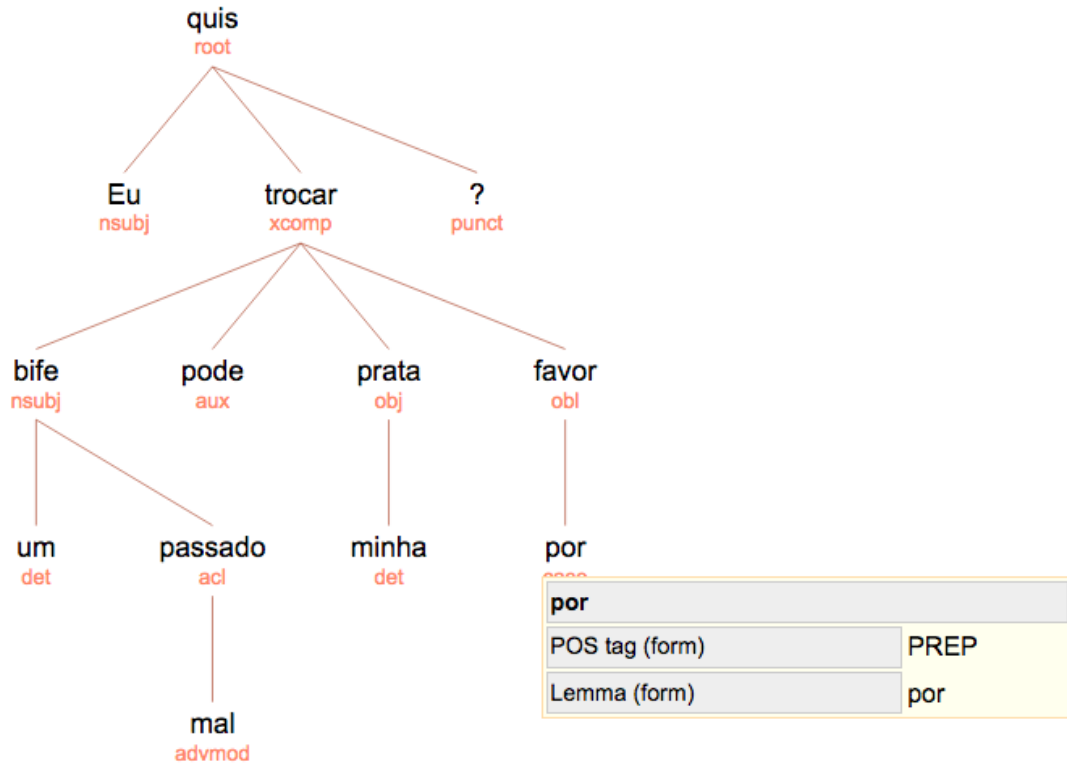 quis
root
Eu trocar ?
nsubj xcomp punct
bife pode prata favor
nsubj aux obj obl
um passado minha por
det acl det
por
POS tag (form) PREP
Lemma (form) por
mal
advmod